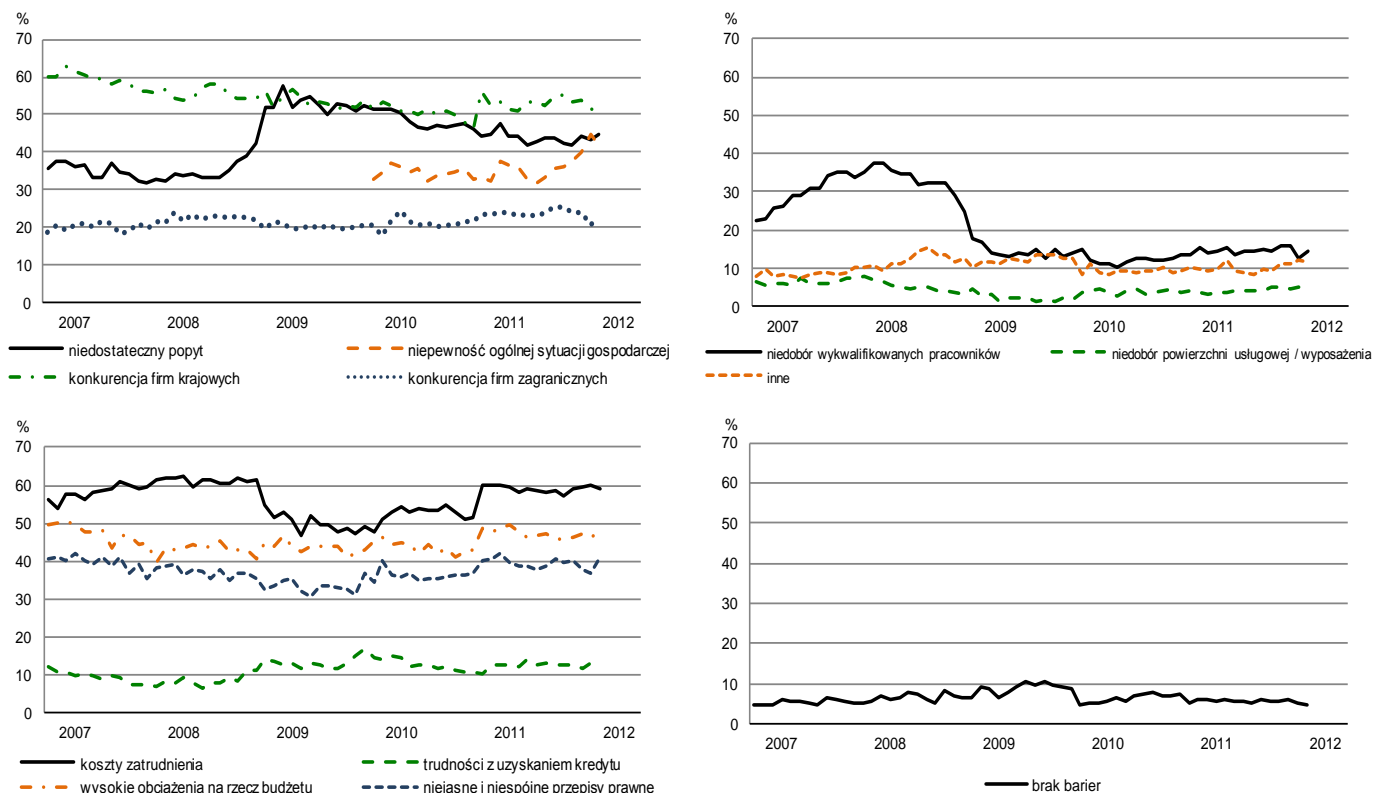 %
70
60
50
40
30
20
10
0
2007 2008 2009 2010 2011 2012
niedostateczny popyt
niepewność ogólnej sytuacji gospodarczej
konkurencja firm krajowych
konkurencja firm zagranicznych
%
70
60
50
40
30
20
10
0
2007 2008 2009 2010 2011 2012
niedobór wykwalifikowanych pracowników
niedobór powierzchni usługowej / wyposażenia
inne
%
70
60
50
40
30
20
10
0
2007 2008 2009 2010 2011 2012
koszty zatrudnienia
trudności z uzyskaniem kredytu
wysokie obciążenia na rzecz budżetu
niejasne i niespójne przepisy prawne
%
70
60
50
40
30
20
10
0
2007 2008 2009 2010 2011 2012
brak barier